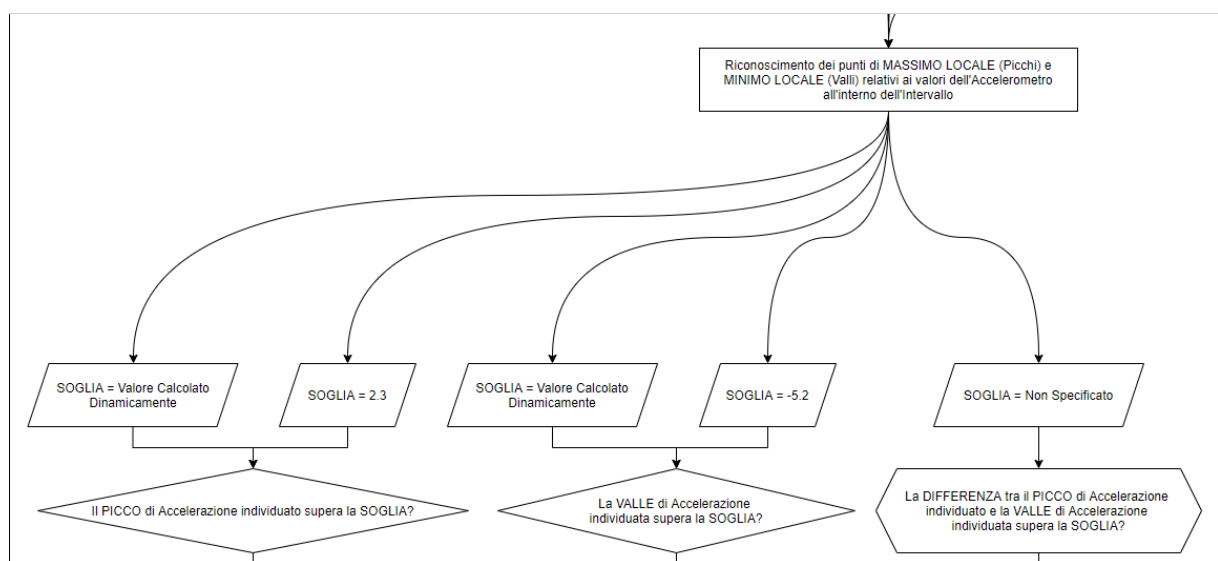 Riconoscimento dei punti di MASSIMO LOCALE (Picchi) e
MINIMO LOCALE (Valli) relativi ai valori dell'Accelerometro
all'interno dell'Intervallo
SOGLIA = Valore Calcolato
Dinamicamente
SOGLIA = 2.3
SOGLIA = Valore Calcolato
Dinamicamente
SOGLIA = -5.2
SOGLIA = Non Specificato
Il PICCO di Accelerazione individuato supera la SOGLIA?
La VALLE di Accelerazione
individuata supera la SOGLIA?
La DIFFERENZA tra il PICCO di Accelerazione
individuato e la VALLE di Accelerazione
individuata supera la SOGLIA?